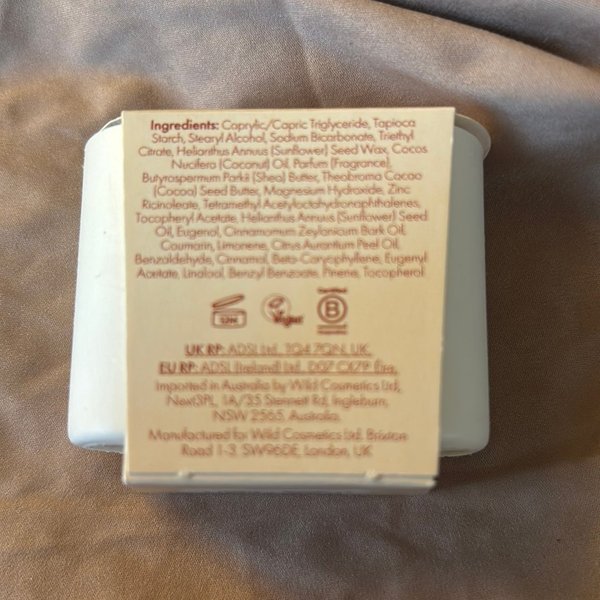 Ingredients: Caprylic/Capric Triglyceride, Tapioca
Starch, Stearyl Alcohol, Sodium Bicarbonate, Triethyl
Citrate, Helianthus Annuus (Sunflower) Seed Wax, Cocos
Nucifera (Coconut) Oil, Parfum (Fragrance),
Butyrospermum Parkii (Shea) Butter, Theobroma Cacao
(Cocoa) Seed Butter, Magnesium Hydroxide, Zinc
Ricinoleate, Tetramethyl Acetyloctahydronaphthalenes,
Tocopheryl Acetate, Helianthus Annuus (Sunflower) Seed
Oil, Eugenol, Cinnamomum Zeylanicum Bark Oil,
Coumarin, Limonene, Citrus Aurantium Peel Oil,
Benzaldehyde, Cinnamal, Beta-Caryophyllene, Eugenyl
Acetate, Linalool, Benzyl Benzoate, Pinene, Tocopherol
12M
Vegan
Certified
B
UK RP: ADSL Ltd., TQ4 7QN, UK.
EU RP: ADSL (Ireland) Ltd., D07 CX79, Éire.
Imported in Australia by Wild Cosmetics Ltd,
Next3PL, 1A/35 Stennett Rd, Ingleburn,
NSW 2565, Australia.
Manufactured for Wild Cosmetics Ltd. Brixton
Road 1-3, SW96DE, London, UK